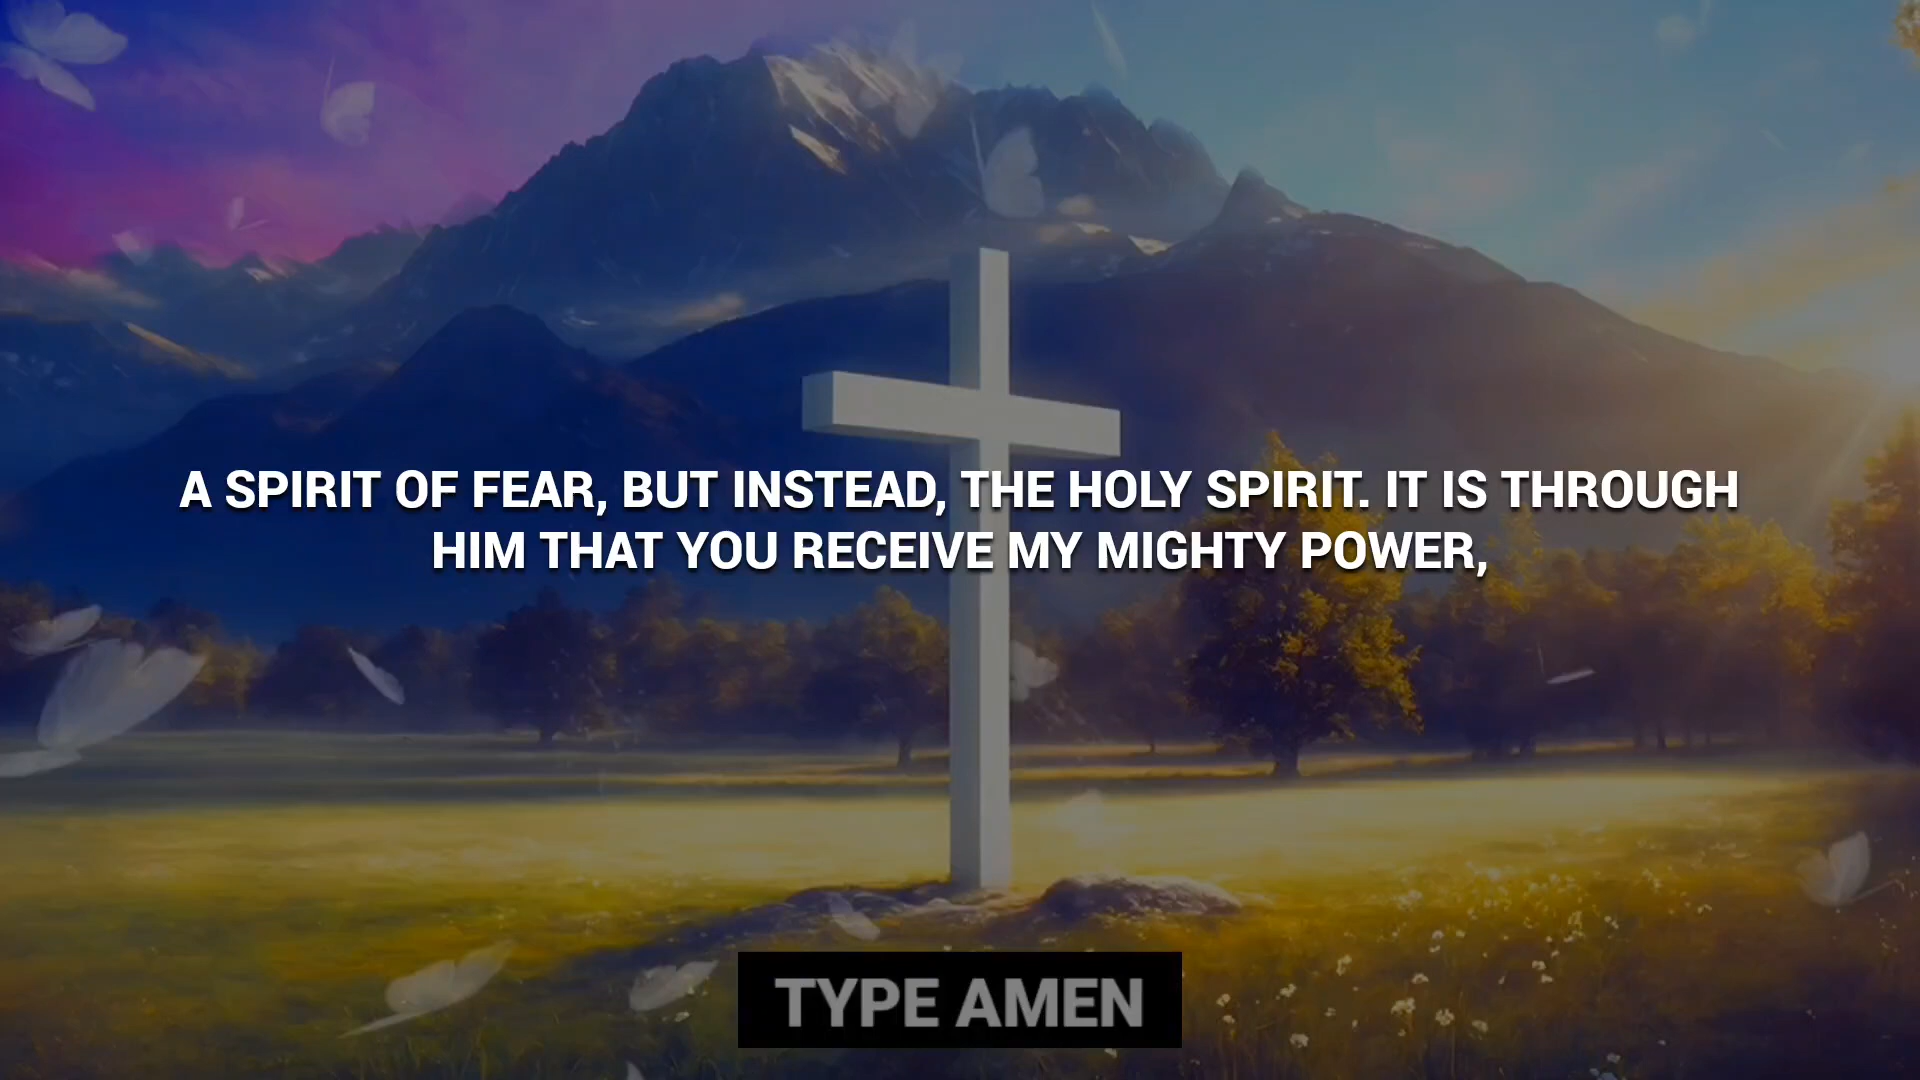 A SPIRIT OF FEAR, BUT INSTEAD, THE HOLY SPIRIT. IT IS THROUGH
HIM THAT YOU RECEIVE MY MIGHTY POWER,
TYPE AMEN